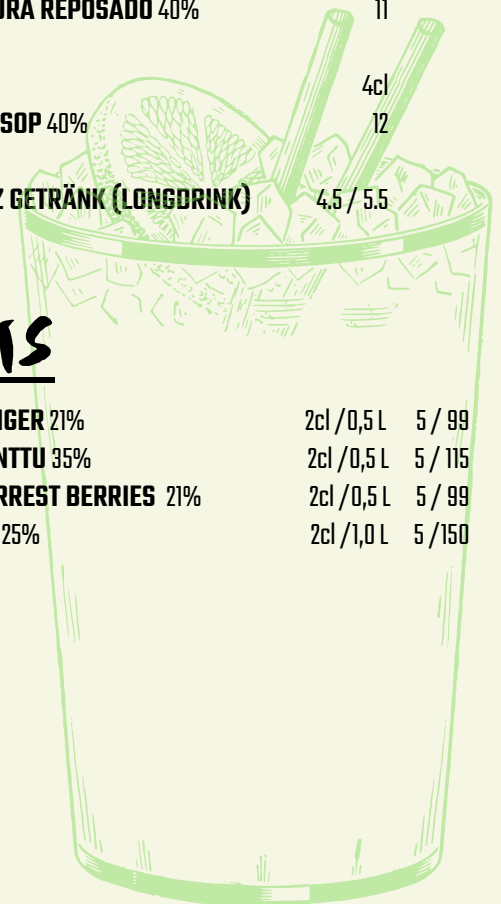 URA REPOSADO 40% 11
4cl
SOP 40% 12
Z GETRÄNK (LONGDRINK) 4.5 / 5.5
IS
GER 21% 2cl /0,5 L 5 / 99
NTTU 35% 2cl /0,5 L 5 / 115
RREST BERRIES 21% 2cl /0,5 L 5 / 99
25% 2cl /1,0 L 5 /150